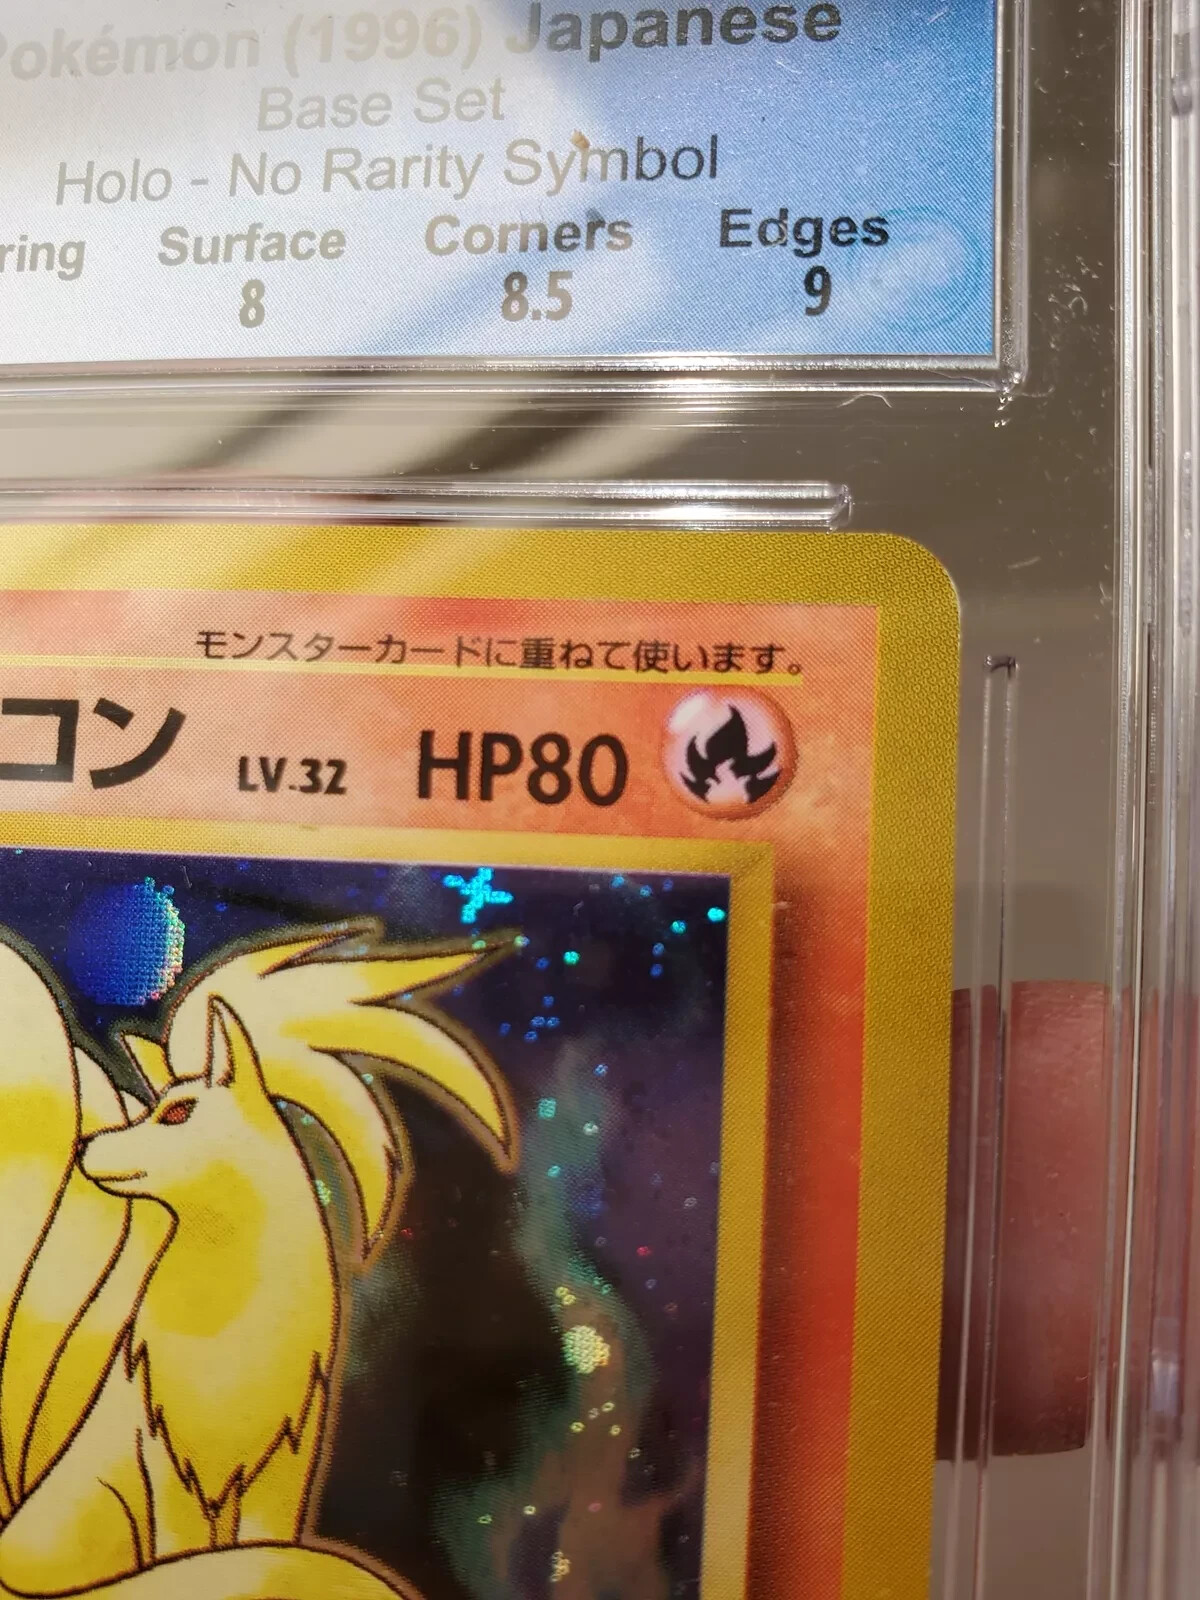 Pokémon (1996) Japanese
Base Set
Holo - No Rarity Symbol
ring Surface Corners Edges
8 8.5 9
モンスターカードに重ねて使います。
コン LV.32 HP80